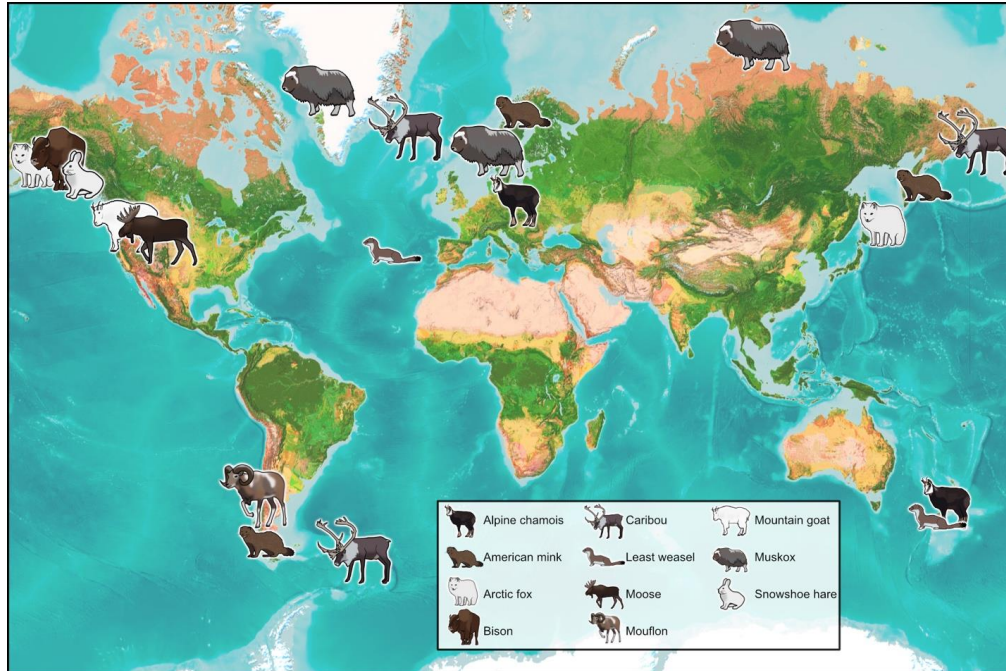 Alpine chamois
Caribou
Mountain goat
American mink
Least weasel
Muskox
Arctic fox
Moose
Snowshoe hare
Bison
Mouflon